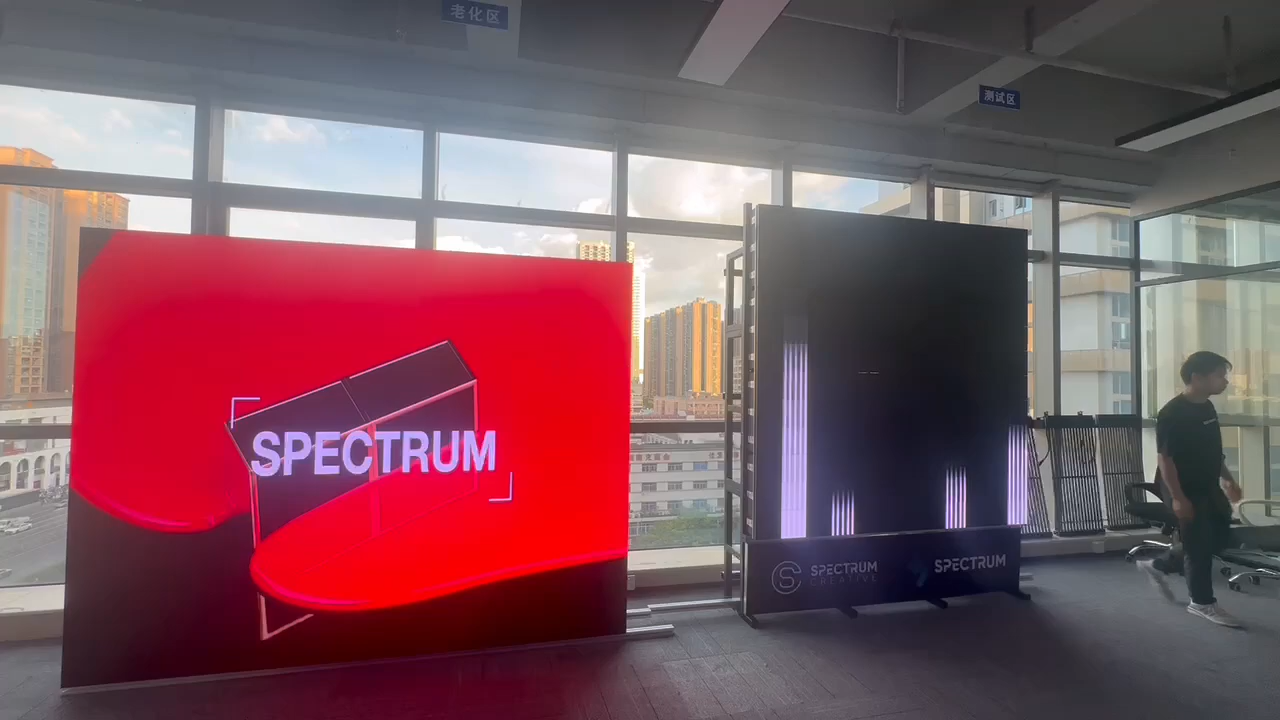 老化区
测试区
SPECTRUM
SPECTRUM
CREATIVE
SPECTRUM